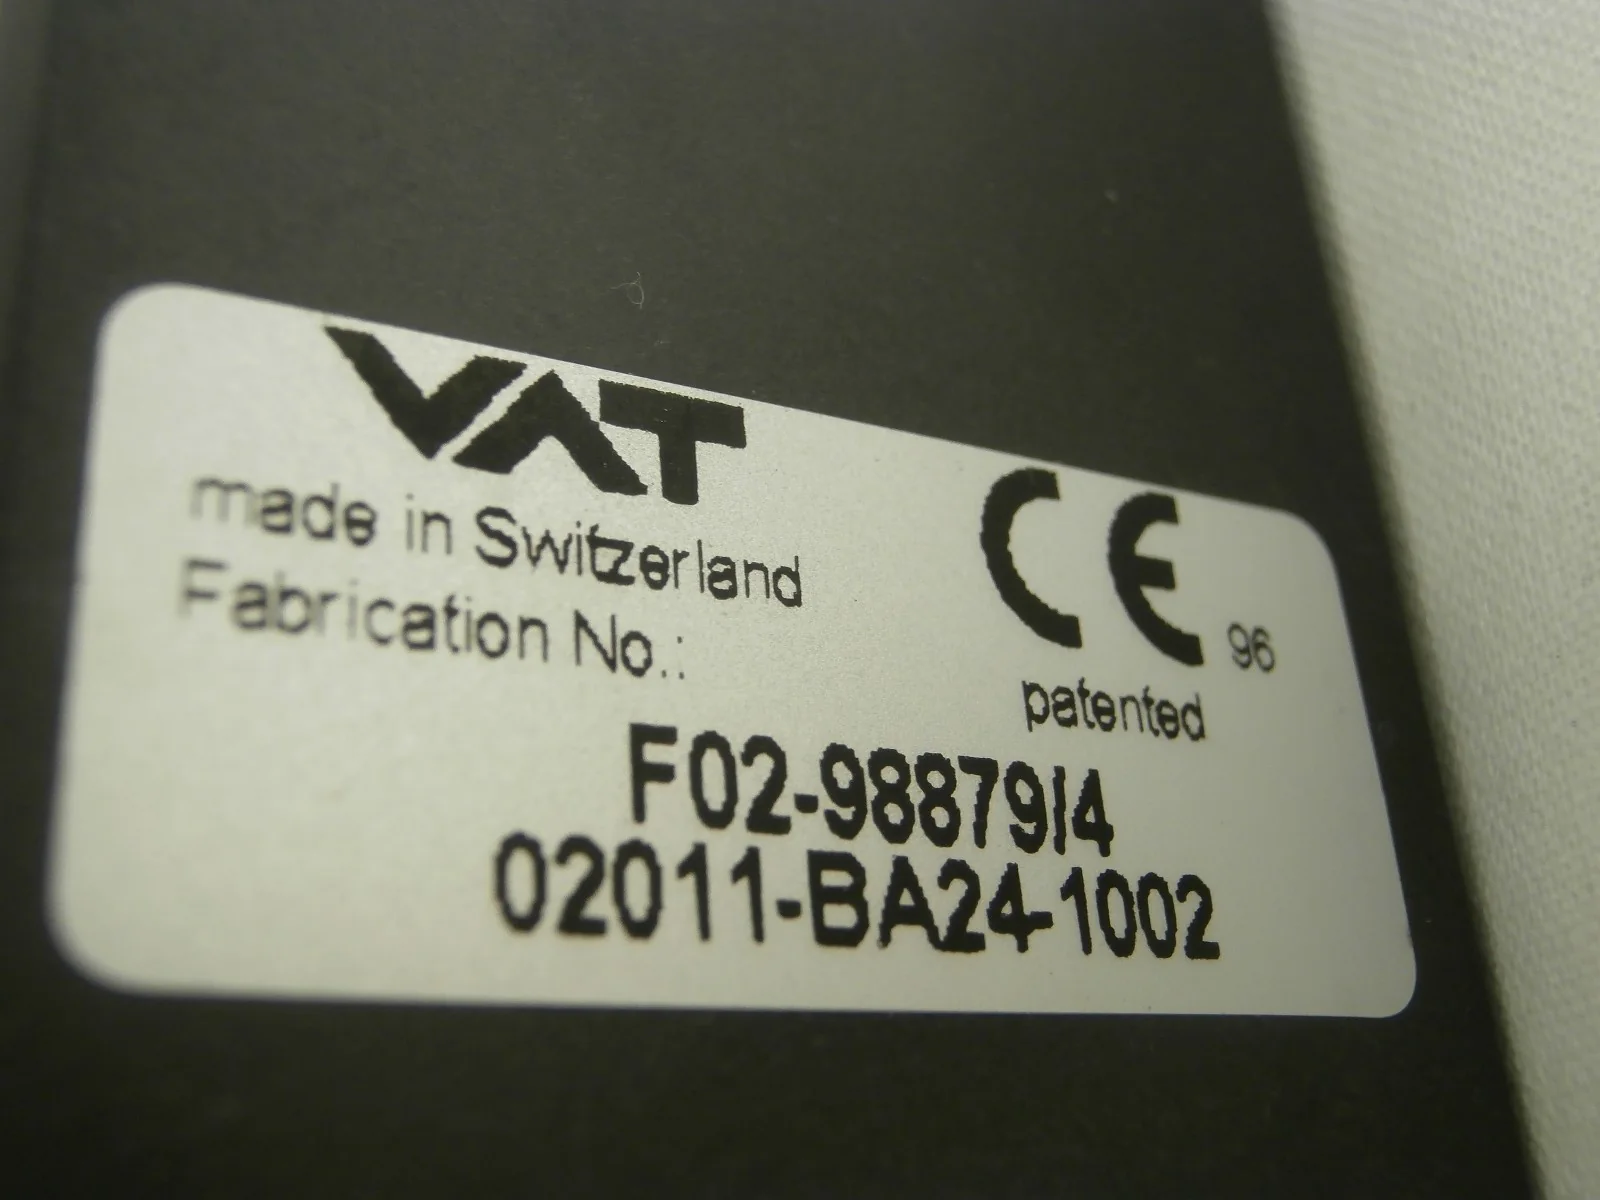 VAT
made in Switzerland
CE 96
Fabrication No.:
patented
F02-98879/4
02011-BA24-1002